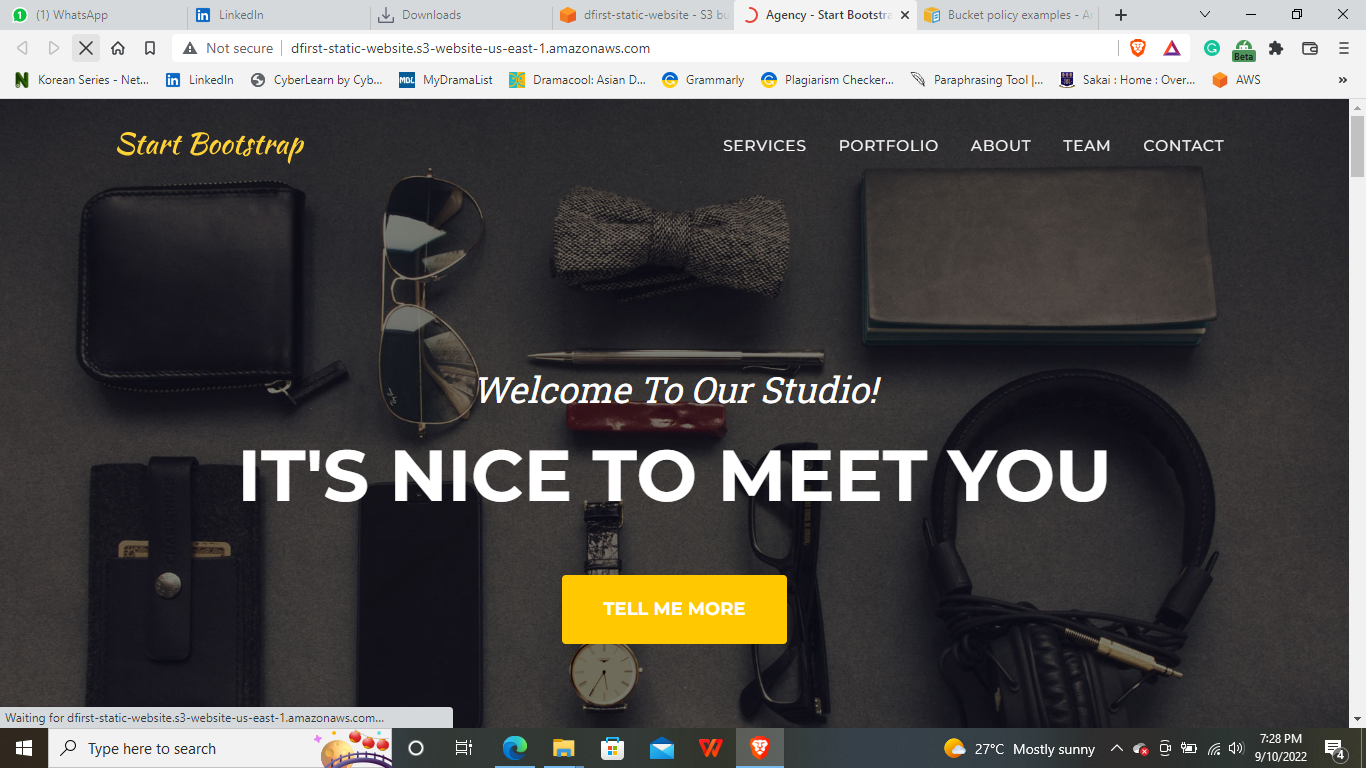 (1) WhatsApp
LinkedIn
Downloads
dfirst-static-website - S3 bu
Agency - Start Bootstra
Bucket policy examples - A
Not secure
dfirst-static-website.s3-website-us-east-1.amazonaws.com
Beta
Korean Series - Net...
LinkedIn
CyberLearn by Cyb...
MDL
MyDramaList
Dramacool: Asian D...
Grammarly
Plagiarism Checker...
Paraphrasing Tool |...
Sakai : Home : Over...
AWS
Start Bootstrap
SERVICES
PORTFOLIO
ABOUT
TEAM
CONTACT
Welcome To Our Studio!
IT'S NICE TO MEET YOU
TELL ME MORE
Waiting for dfirst-static-website.s3-website-us-east-1.amazonaws.com...
Type here to search
27°C Mostly sunny
7:28 PM
9/10/2022
4